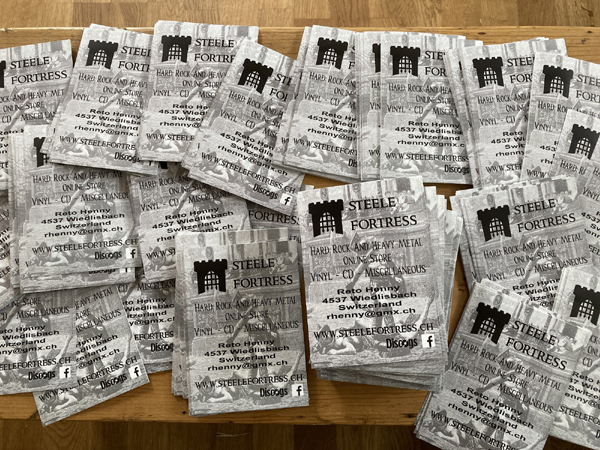 STEELE
FORTRESS
HARD ROCK AND HEAVY METAL
ONLINE STORE
VINYL - CD - MISCELLANEOUS
Reto Henny
4537 Wiedlisbach
Switzerland
rhenny@gmx.ch
WWW.STEELEFORTRESS.CH
Discogs f